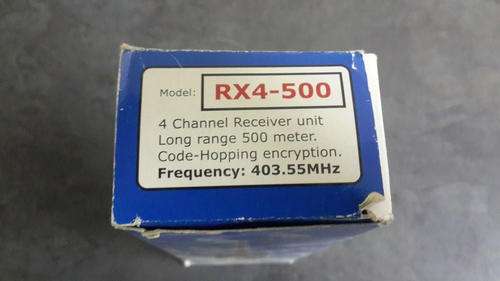 Model: RX4-500
4 Channel Receiver unit
Long range 500 meter.
Code-Hopping encryption.
Frequency: 403.55MHz